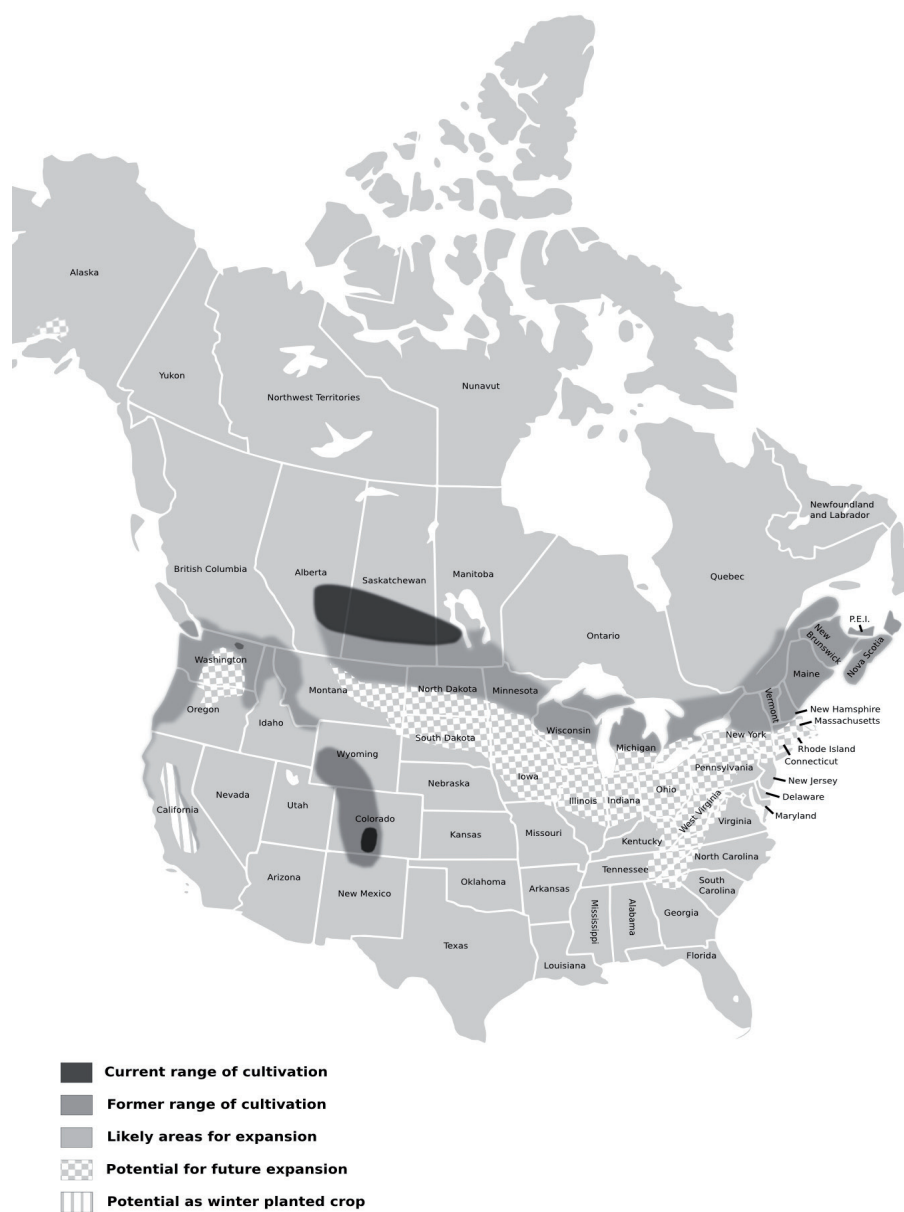 Alaska
Yukon
Northwest Territories
Nunavut
Newfoundland
and Labrador
British Columbia
Alberta
Saskatchewan
Manitoba
Quebec
Ontario
P.E.I.
New
Brunswick
Nova Scotia
Washington
Montana
North Dakota
Minnesota
Maine
Vermont
Oregon
Idaho
New Hampshire
Massachusetts
Wisconsin
South Dakota
Michigan
New York
Rhode Island
Connecticut
Wyoming
Pennsylvania
Iowa
Nebraska
Ohio
New Jersey
Illinois
Indiana
Delaware
Nevada
Utah
California
Colorado
West Virginia
Maryland
Virginia
Kansas
Missouri
Kentucky
North Carolina
Arizona
New Mexico
Oklahoma
Arkansas
Tennessee
South
Carolina
Mississippi
Alabama
Georgia
Texas
Louisiana
Florida
Current range of cultivation
Former range of cultivation
Likely areas for expansion
Potential for future expansion
Potential as winter planted crop